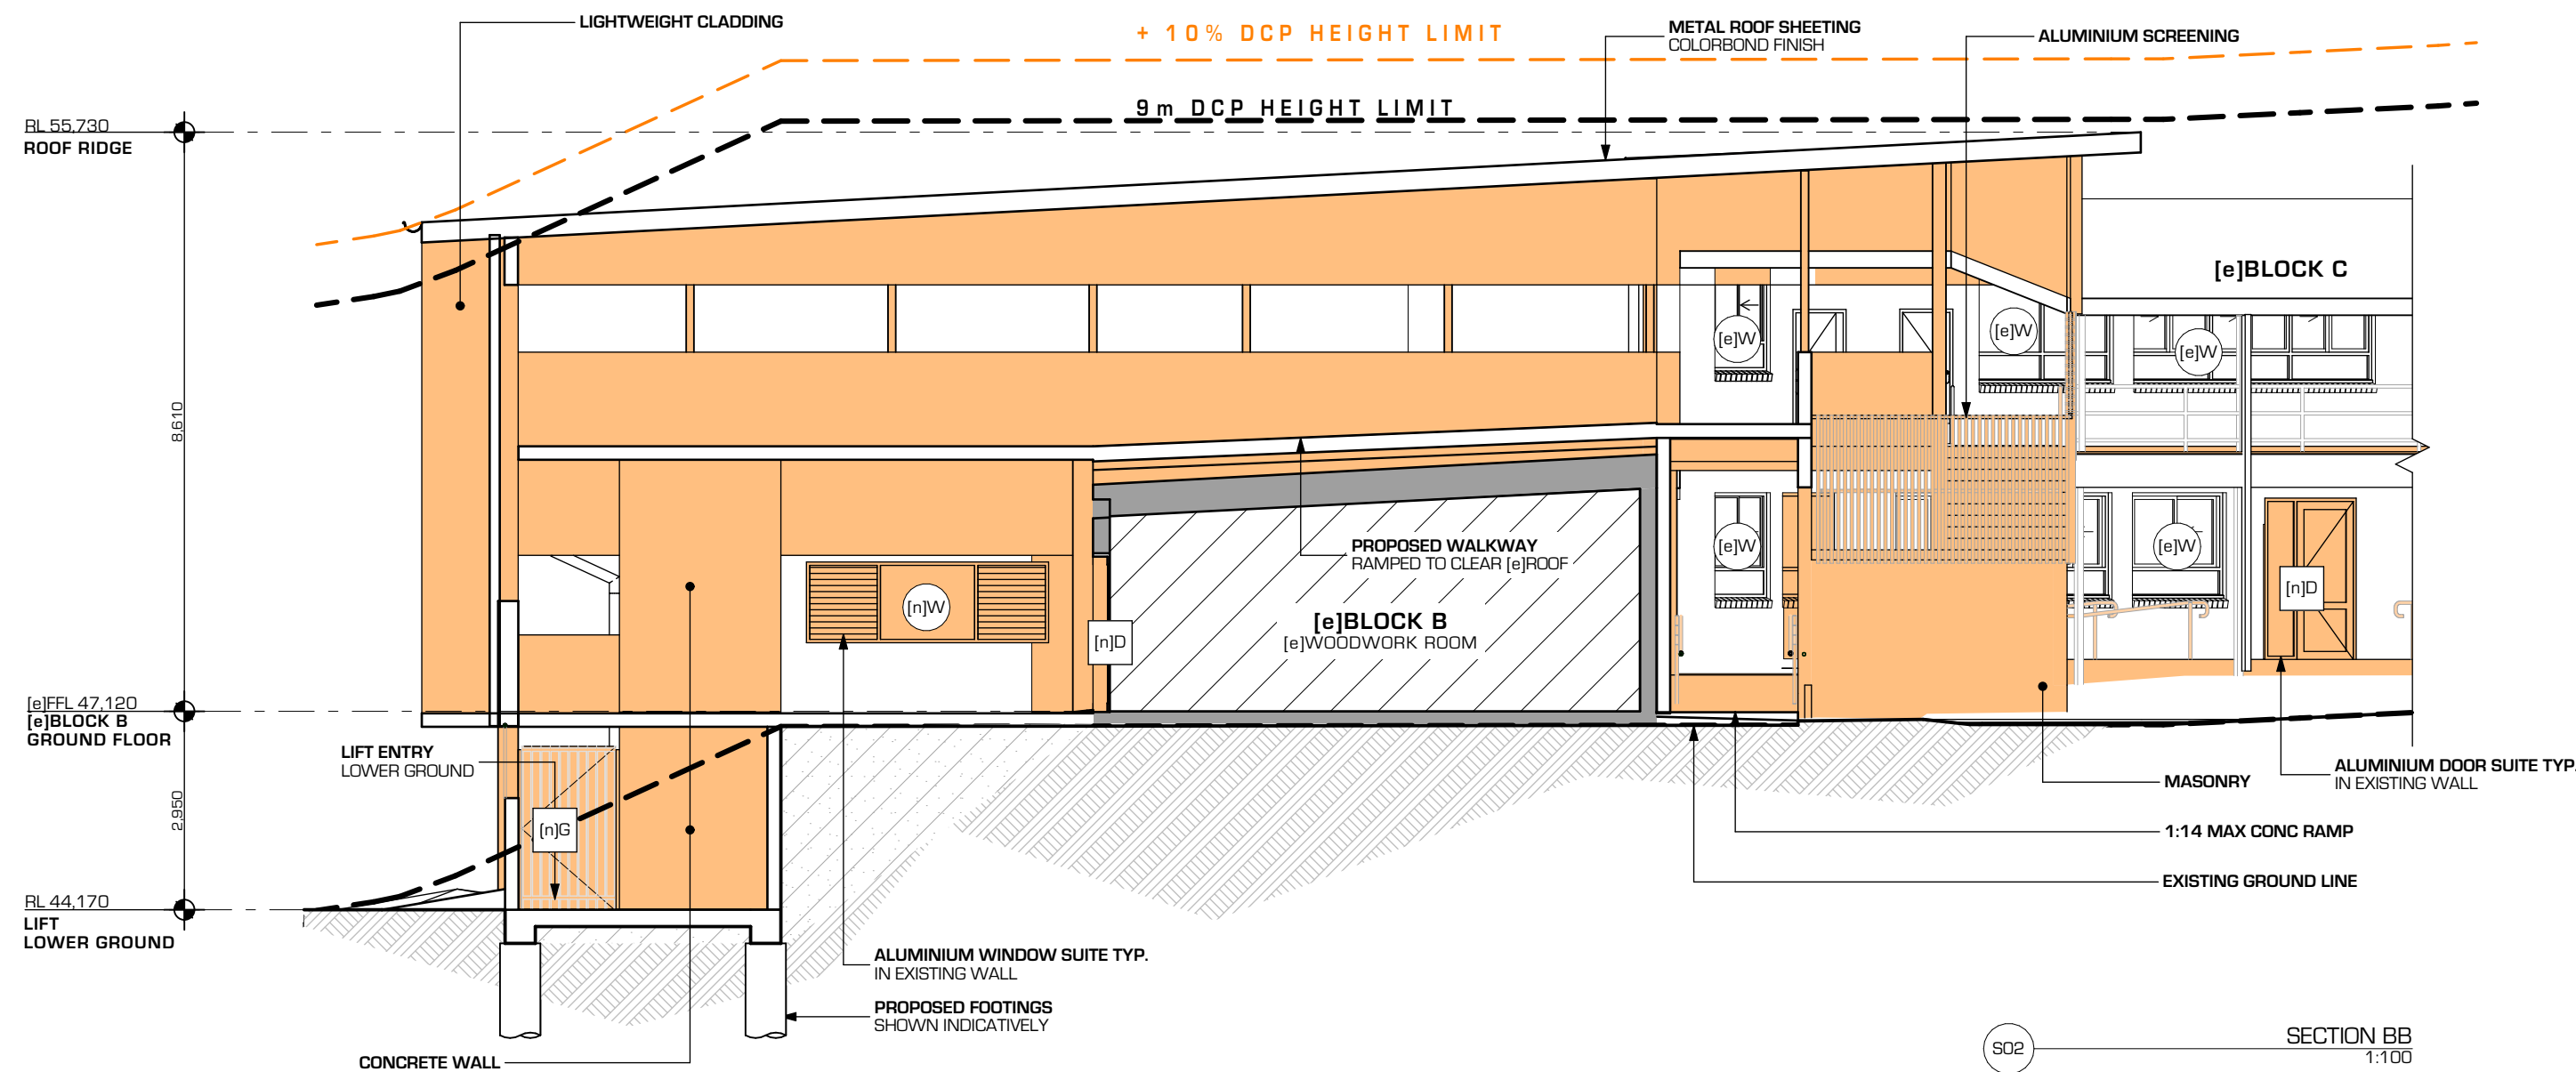 LIGHTWEIGHT CLADDING
+ 10% DCP HEIGHT LIMIT
METAL ROOF SHEETING
COLORBOND FINISH
ALUMINIUM SCREENING
9m DCP HEIGHT LIMIT
RL 55,730
ROOF RIDGE
[e]BLOCK C
[e]W
[e]W
[e]W
8,610
PROPOSED WALKWAY
RAMPED TO CLEAR [e]ROOF
[e]W
[e]W
[n]D
[n]W
[e]BLOCK B
[e]WOODWORK ROOM
[n]D
[e]FFL 47,120
[e]BLOCK B
GROUND FLOOR
LIFT ENTRY
LOWER GROUND
ALUMINIUM DOOR SUITE TYP.
IN EXISTING WALL
MASONRY
2,950
[n]G
1:14 MAX CONC RAMP
EXISTING GROUND LINE
RL 44,170
LIFT
LOWER GROUND
ALUMINIUM WINDOW SUITE TYP.
IN EXISTING WALL
PROPOSED FOOTINGS
SHOWN INDICATIVELY
CONCRETE WALL
S02
SECTION BB
1:100